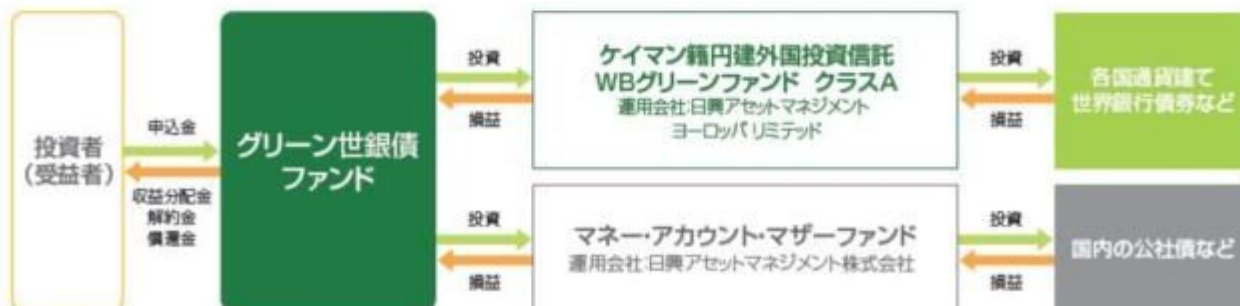 投資者
(受益者)
申込金
収益分配金
解約金
償還金
グリーン世銀債
ファンド
投資
損益
ケイマン籍円建外国投資信託
WBグリーンファンド クラスA
運用会社:日興アセットマネジメント
ヨーロッパ リミテッド
投資
損益
各国通貨建て
世界銀行債券など
投資
損益
マネー・アカウント・マザーファンド
運用会社:日興アセットマネジメント株式会社
投資
損益
国内の公社債など